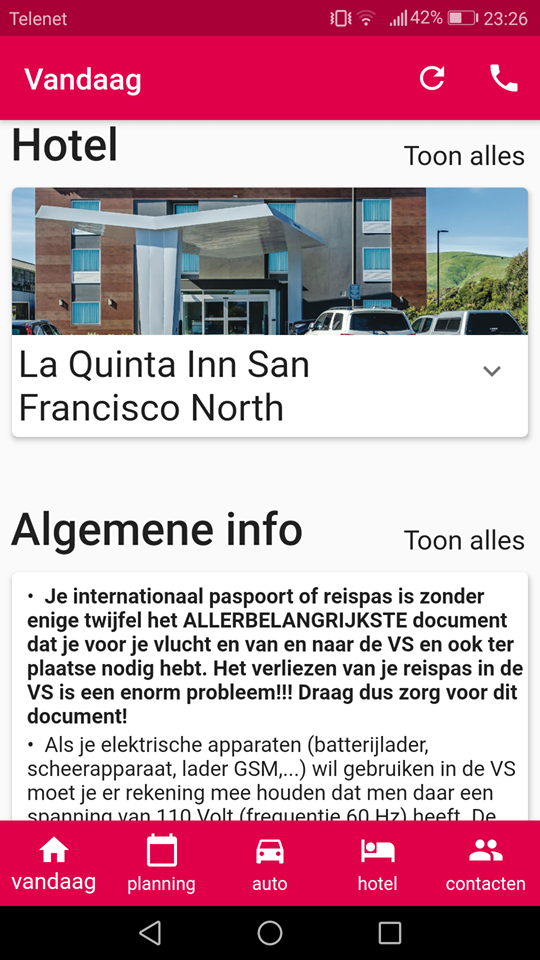 Telenet 42% 23:26
Vandaag
Hotel
Toon alles
La Quinta Inn San
Francisco North
Algemene info
Toon alles
• Je internationaal paspoort of reispas is zonder
enige twijfel het ALLERBELANGRIJKSTE document
dat je voor je vlucht en van en naar de VS en ook ter
plaatse nodig hebt. Het verliezen van je reispas in de
VS is een enorm probleem!!! Draag dus zorg voor dit
document!
• Als je elektrische apparaten (batterijlader,
scheerapparaat, lader GSM,...) wil gebruiken in de VS
moet je er rekening mee houden dat men daar een
spanning van 110 Volt (frequentie 60 Hz) heeft. De
vandaag planning auto hotel contacten